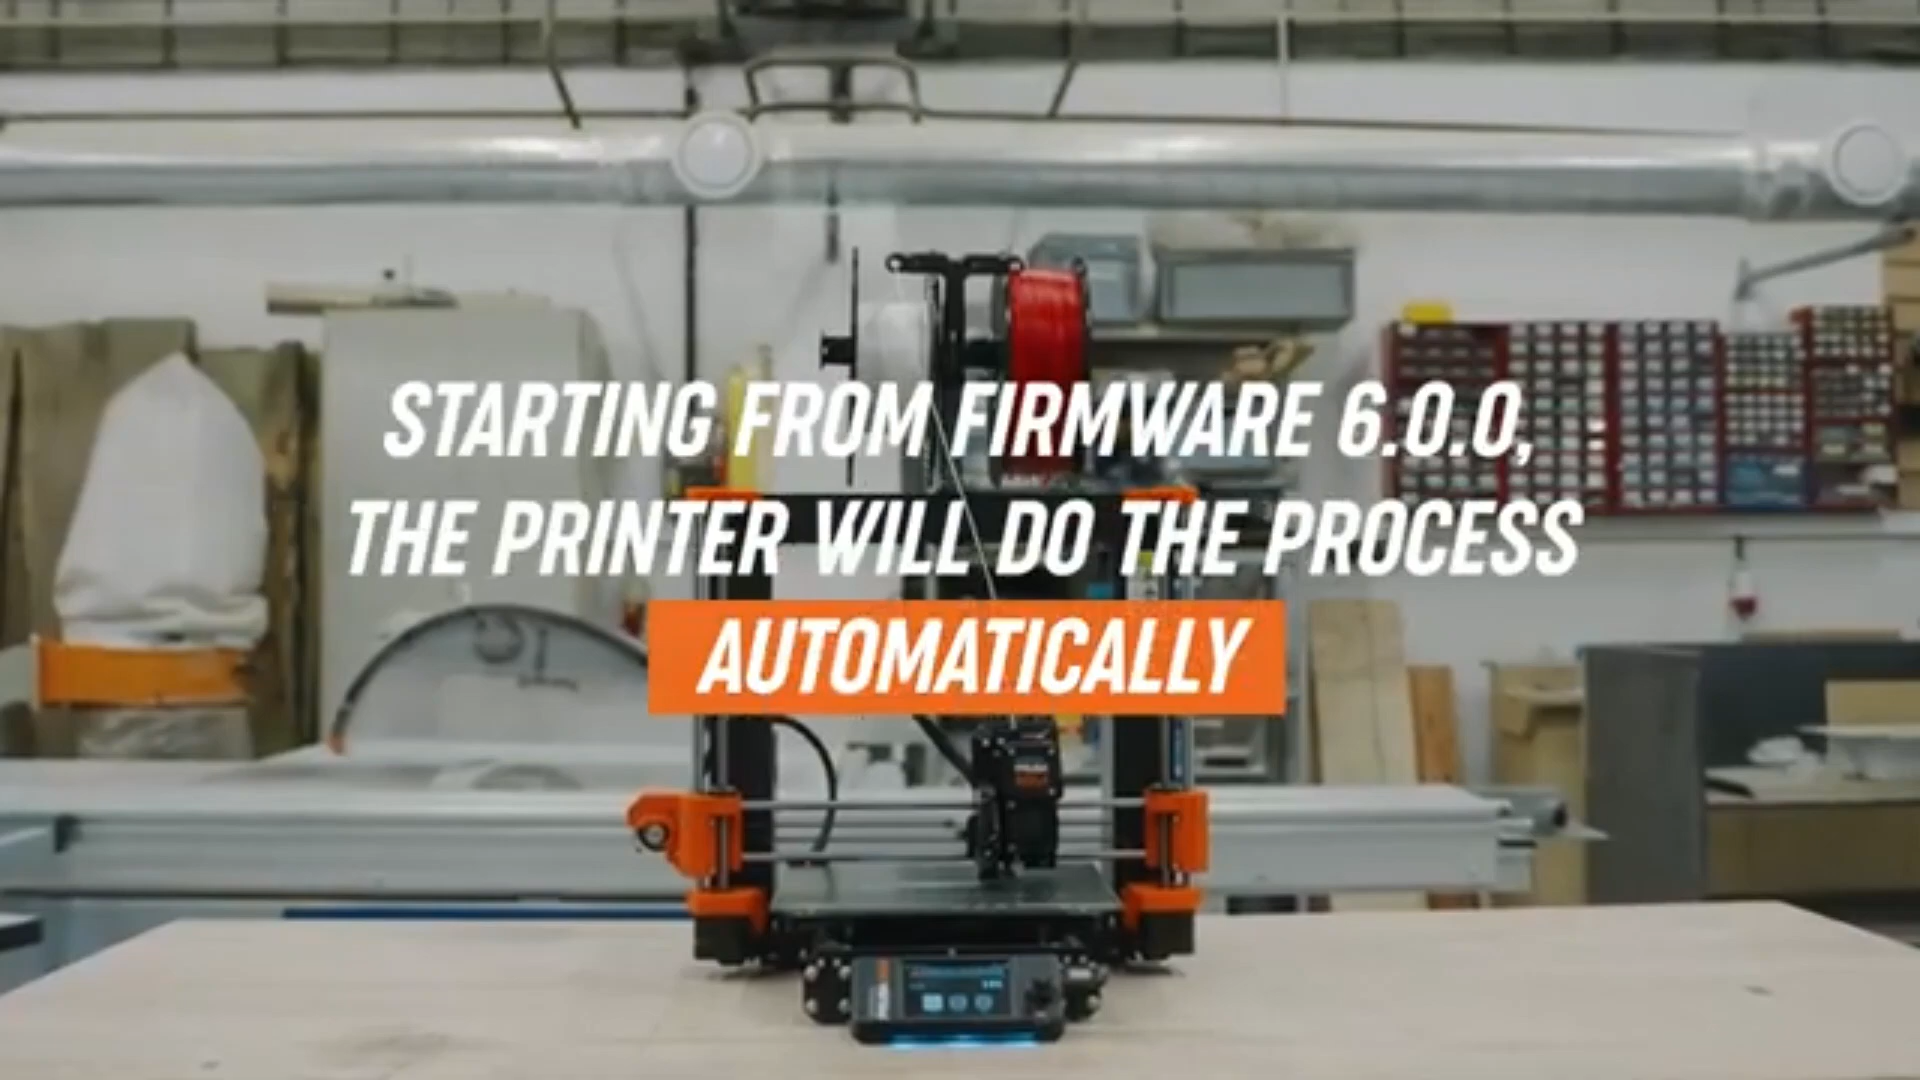 STARTING FROM FIRMWARE 6.0.0,
THE PRINTER WILL DO THE PROCESS
AUTOMATICALLY